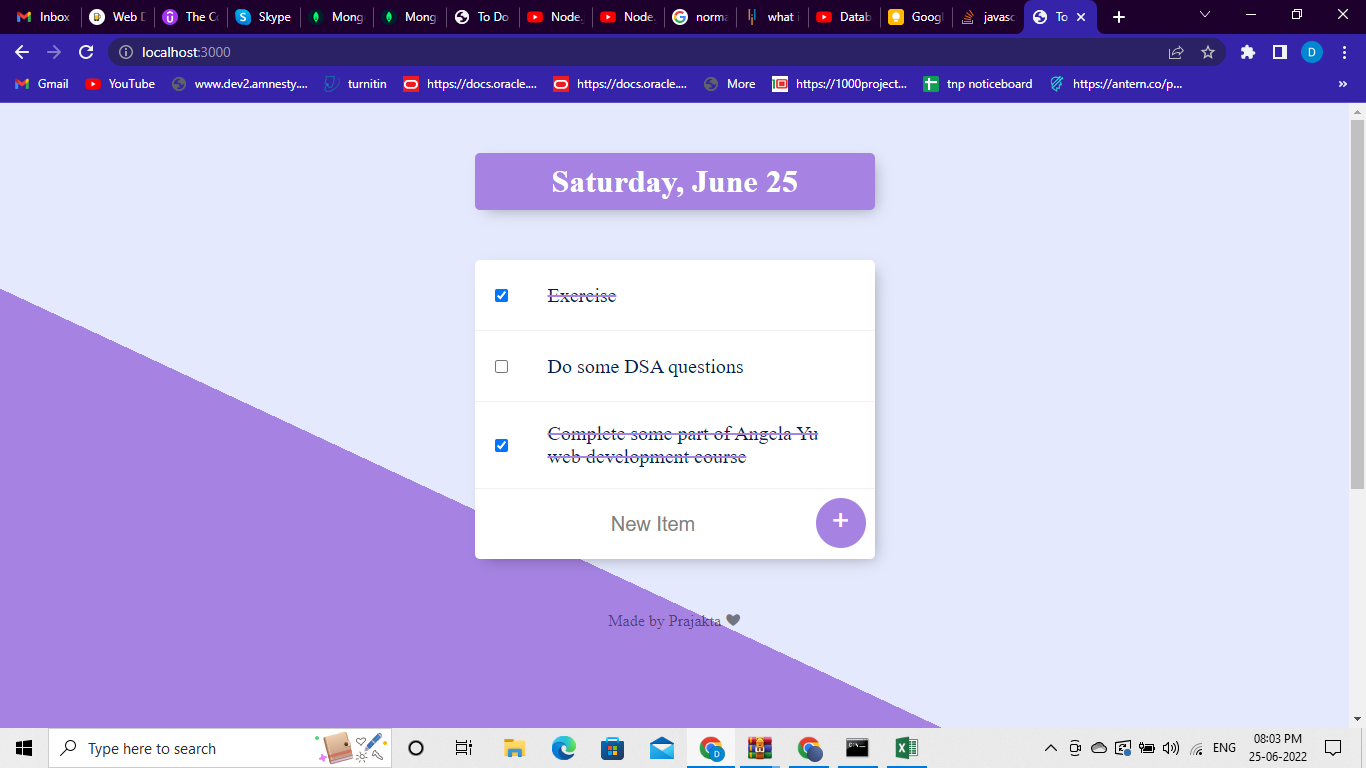 Inbox Web D The Co Skype Mong Mong To Do Node. Node. norma what i Datab Googl javasc To
localhost:3000
Gmail YouTube www.dev2.amnesty.... turnitin https://docs.oracle.... https://docs.oracle.... More https://1000project... tnp noticeboard https://antern.co/p... »
D
Saturday, June 25
Exercise
Do some DSA questions
Complete some part of Angela Yu
web development course
New Item +
Made by Prajakta 🖤
Type here to search
ENG
08:03 PM
25-06-2022